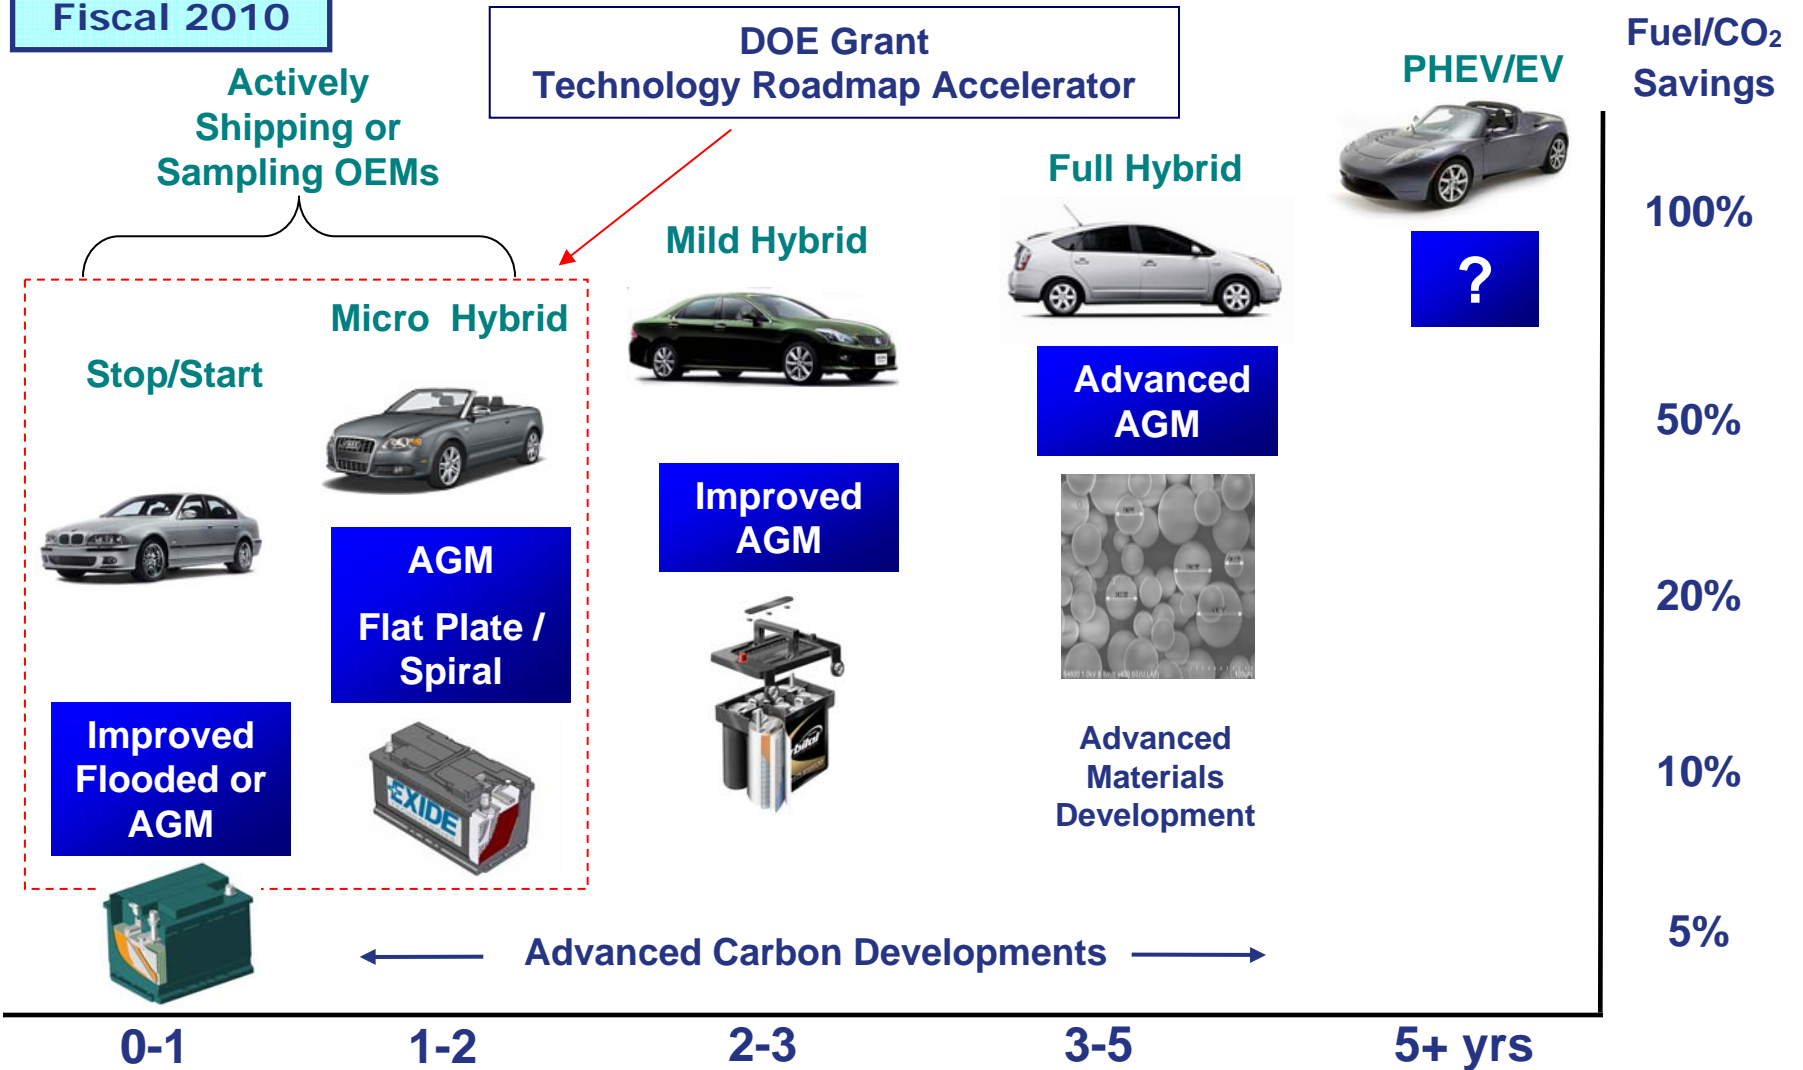 Fiscal 2010
DOE Grant
Technology Roadmap Accelerator
Fuel/CO₂
Savings
Actively
Shipping or
Sampling OEMs
PHEV/EV
Full Hybrid
Mild Hybrid
Micro Hybrid
Stop/Start
100%
50%
20%
10%
5%
?
Advanced
AGM
Improved
AGM
AGM
Flat Plate /
Spiral
Improved
Flooded or
AGM
EXIDE
Advanced
Materials
Development
Advanced Carbon Developments
0-1
1-2
2-3
3-5
5+ yrs